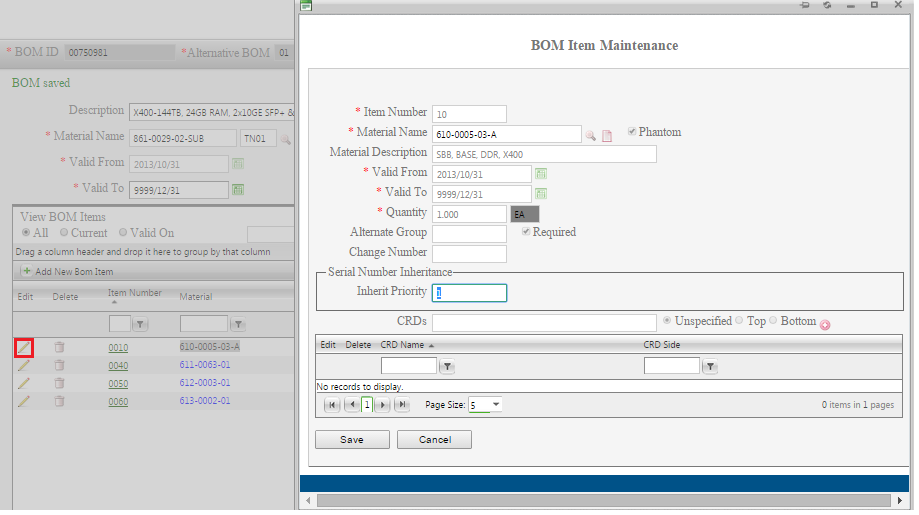 * BOM ID 00750981 *Alternative BOM 01
BOM saved
Description X400-144TB, 24GB RAM, 2x10GE SFP+ &
* Material Name 861-0029-02-SUB TN01
* Valid From 2013/10/31
* Valid To 9999/12/31
View BOM Items
All Current Valid On
Drag a column header and drop it here to group by that column
Add New Bom Item
Edit Delete Item Number Material
0010 610-0005-03-A
0040 611-0063-01
0050 612-0003-01
0060 613-0002-01
BOM Item Maintenance
* Item Number 10
* Material Name 610-0005-03-A Phantom
Material Description SBB, BASE, DDR, X400
* Valid From 2013/10/31
* Valid To 9999/12/31
* Quantity 1.000 EA
Alternate Group Required
Change Number
Serial Number Inheritance
Inherit Priority 1
CRDs Unspecified Top Bottom
Edit Delete CRD Name CRD Side
No records to display.
1 Page Size: 5 0 items in 1 pages
Save Cancel